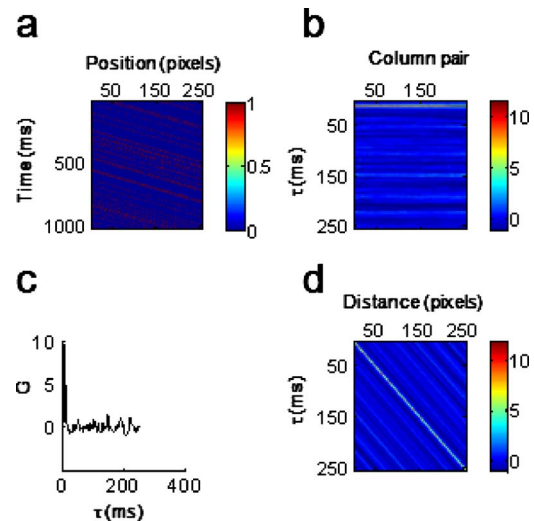 a
Position (pixels)
50 150 250
Time (ms)
500
1000
1
0.5
0
b
Column pair
50 150
τ(ms)
50
150
250
10
5
0
c
G
10
5
0
0 200 400
τ(ms)
d
Distance (pixels)
50 150 250
τ(ms)
50
150
250
10
5
0